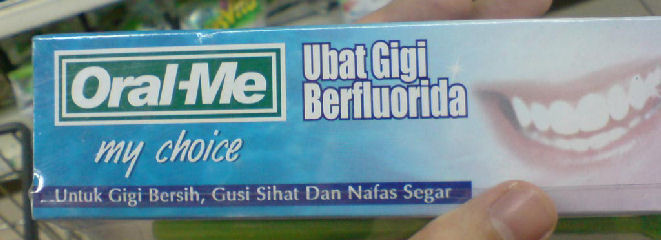 Oral-Me
my choice
Ubat Gigi
Berfluorida
Untuk Gigi Bersih, Gusi Sihat Dan Nafas Segar